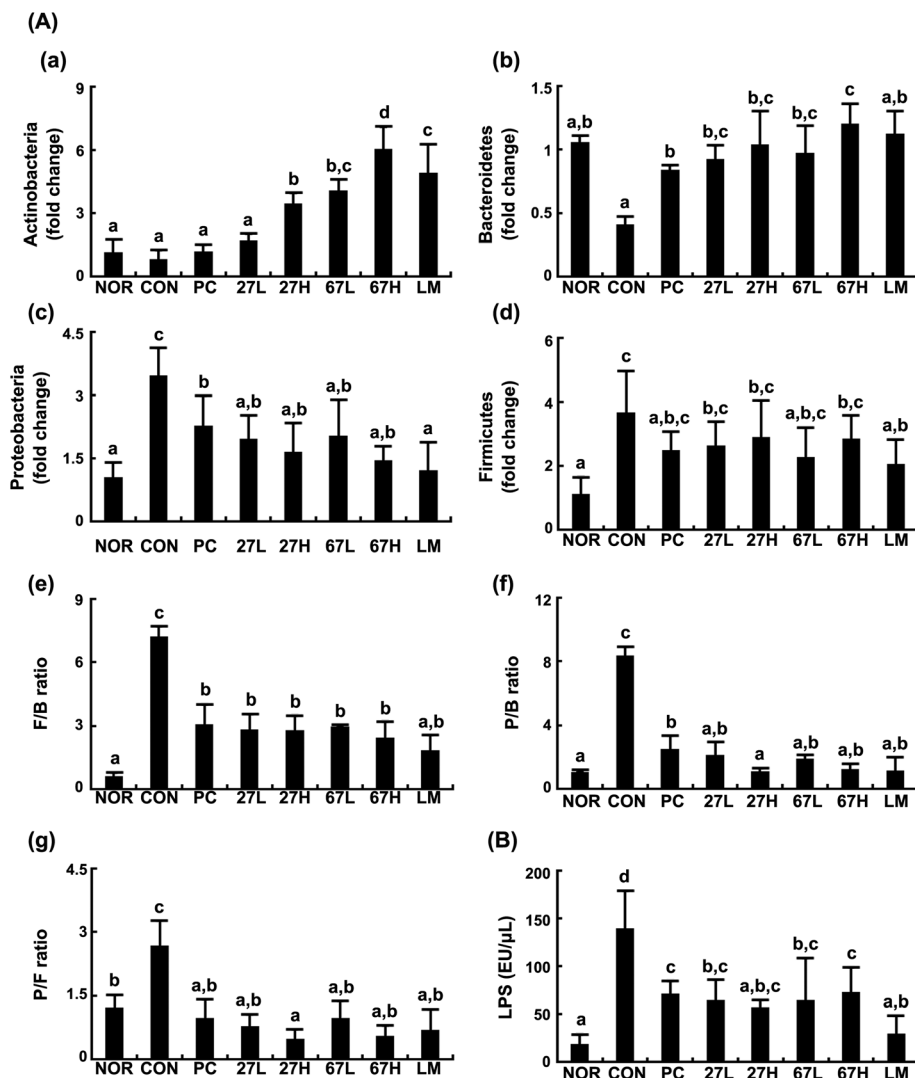 (A)
(a)
Actinobacteria
(fold change)
9
6
3
0
a
a
a
a
b
b,c
d
c
NOR CON PC 27L 27H 67L 67H LM
(b)
Bacteroidetes
(fold change)
1.5
1
0.5
0
a,b
a
b
b,c
b,c
b,c
c
a,b
NOR CON PC 27L 27H 67L 67H LM
(c)
Proteobacteria
(fold change)
4.5
3
1.5
0
a
c
b
a,b
a,b
a,b
a,b
a
NOR CON PC 27L 27H 67L 67H LM
(d)
Firmicutes
(fold change)
6
4
2
0
a
c
a,b,c
b,c
b,c
a,b,c
b,c
a,b
NOR CON PC 27L 27H 67L 67H LM
(e)
F/B ratio
9
6
3
0
a
c
b
b
b
b
b
a,b
NOR CON PC 27L 27H 67L 67H LM
(f)
P/B ratio
12
8
4
0
a
c
b
a,b
a
a,b
a,b
a,b
NOR CON PC 27L 27H 67L 67H LM
(g)
P/F ratio
4.5
3
1.5
0
b
c
a,b
a,b
a
a,b
a,b
a,b
NOR CON PC 27L 27H 67L 67H LM
(B)
LPS (EU/μL)
200
150
100
50
0
a
d
c
b,c
a,b,c
b,c
c
a,b
NOR CON PC 27L 27H 67L 67H LM